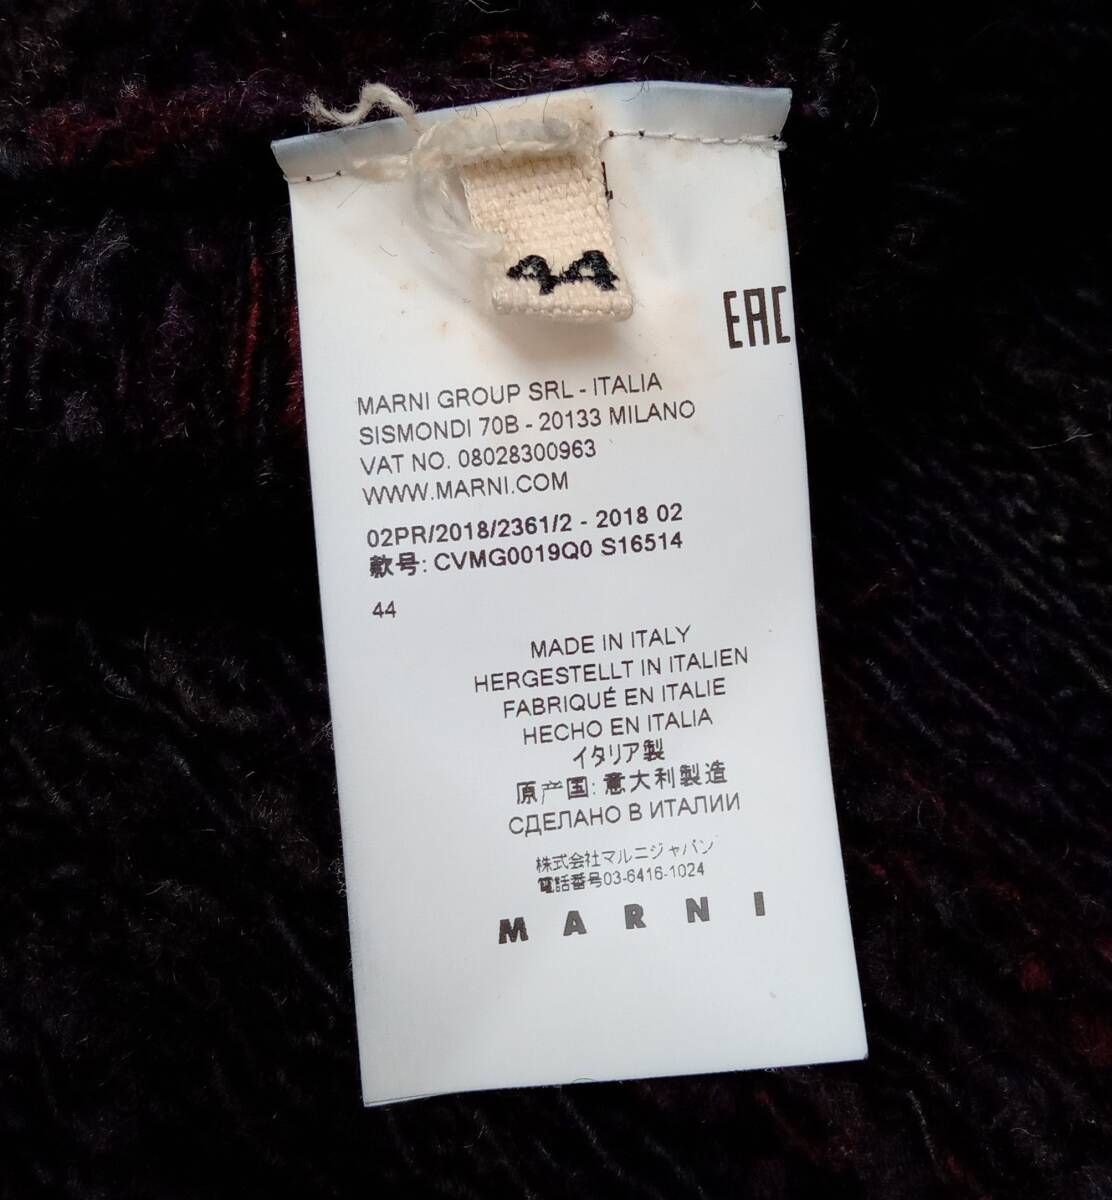 44
EAC
MARNI GROUP SRL - ITALIA
SISMONDI 70B - 20133 MILANO
VAT NO. 08028300963
WWW.MARNI.COM
02PR/2018/2361/2 - 2018 02
款号: CVMG0019Q0 S16514
44
MADE IN ITALY
HERGESTELLT IN ITALIEN
FABRIQUÉ EN ITALIE
HECHO EN ITALIA
イタリア製
原产国: 意大利製造
СДЕЛАНО В ИТАЛИИ
株式会社マルニジャパン
電話番号03-6416-1024
MARNI